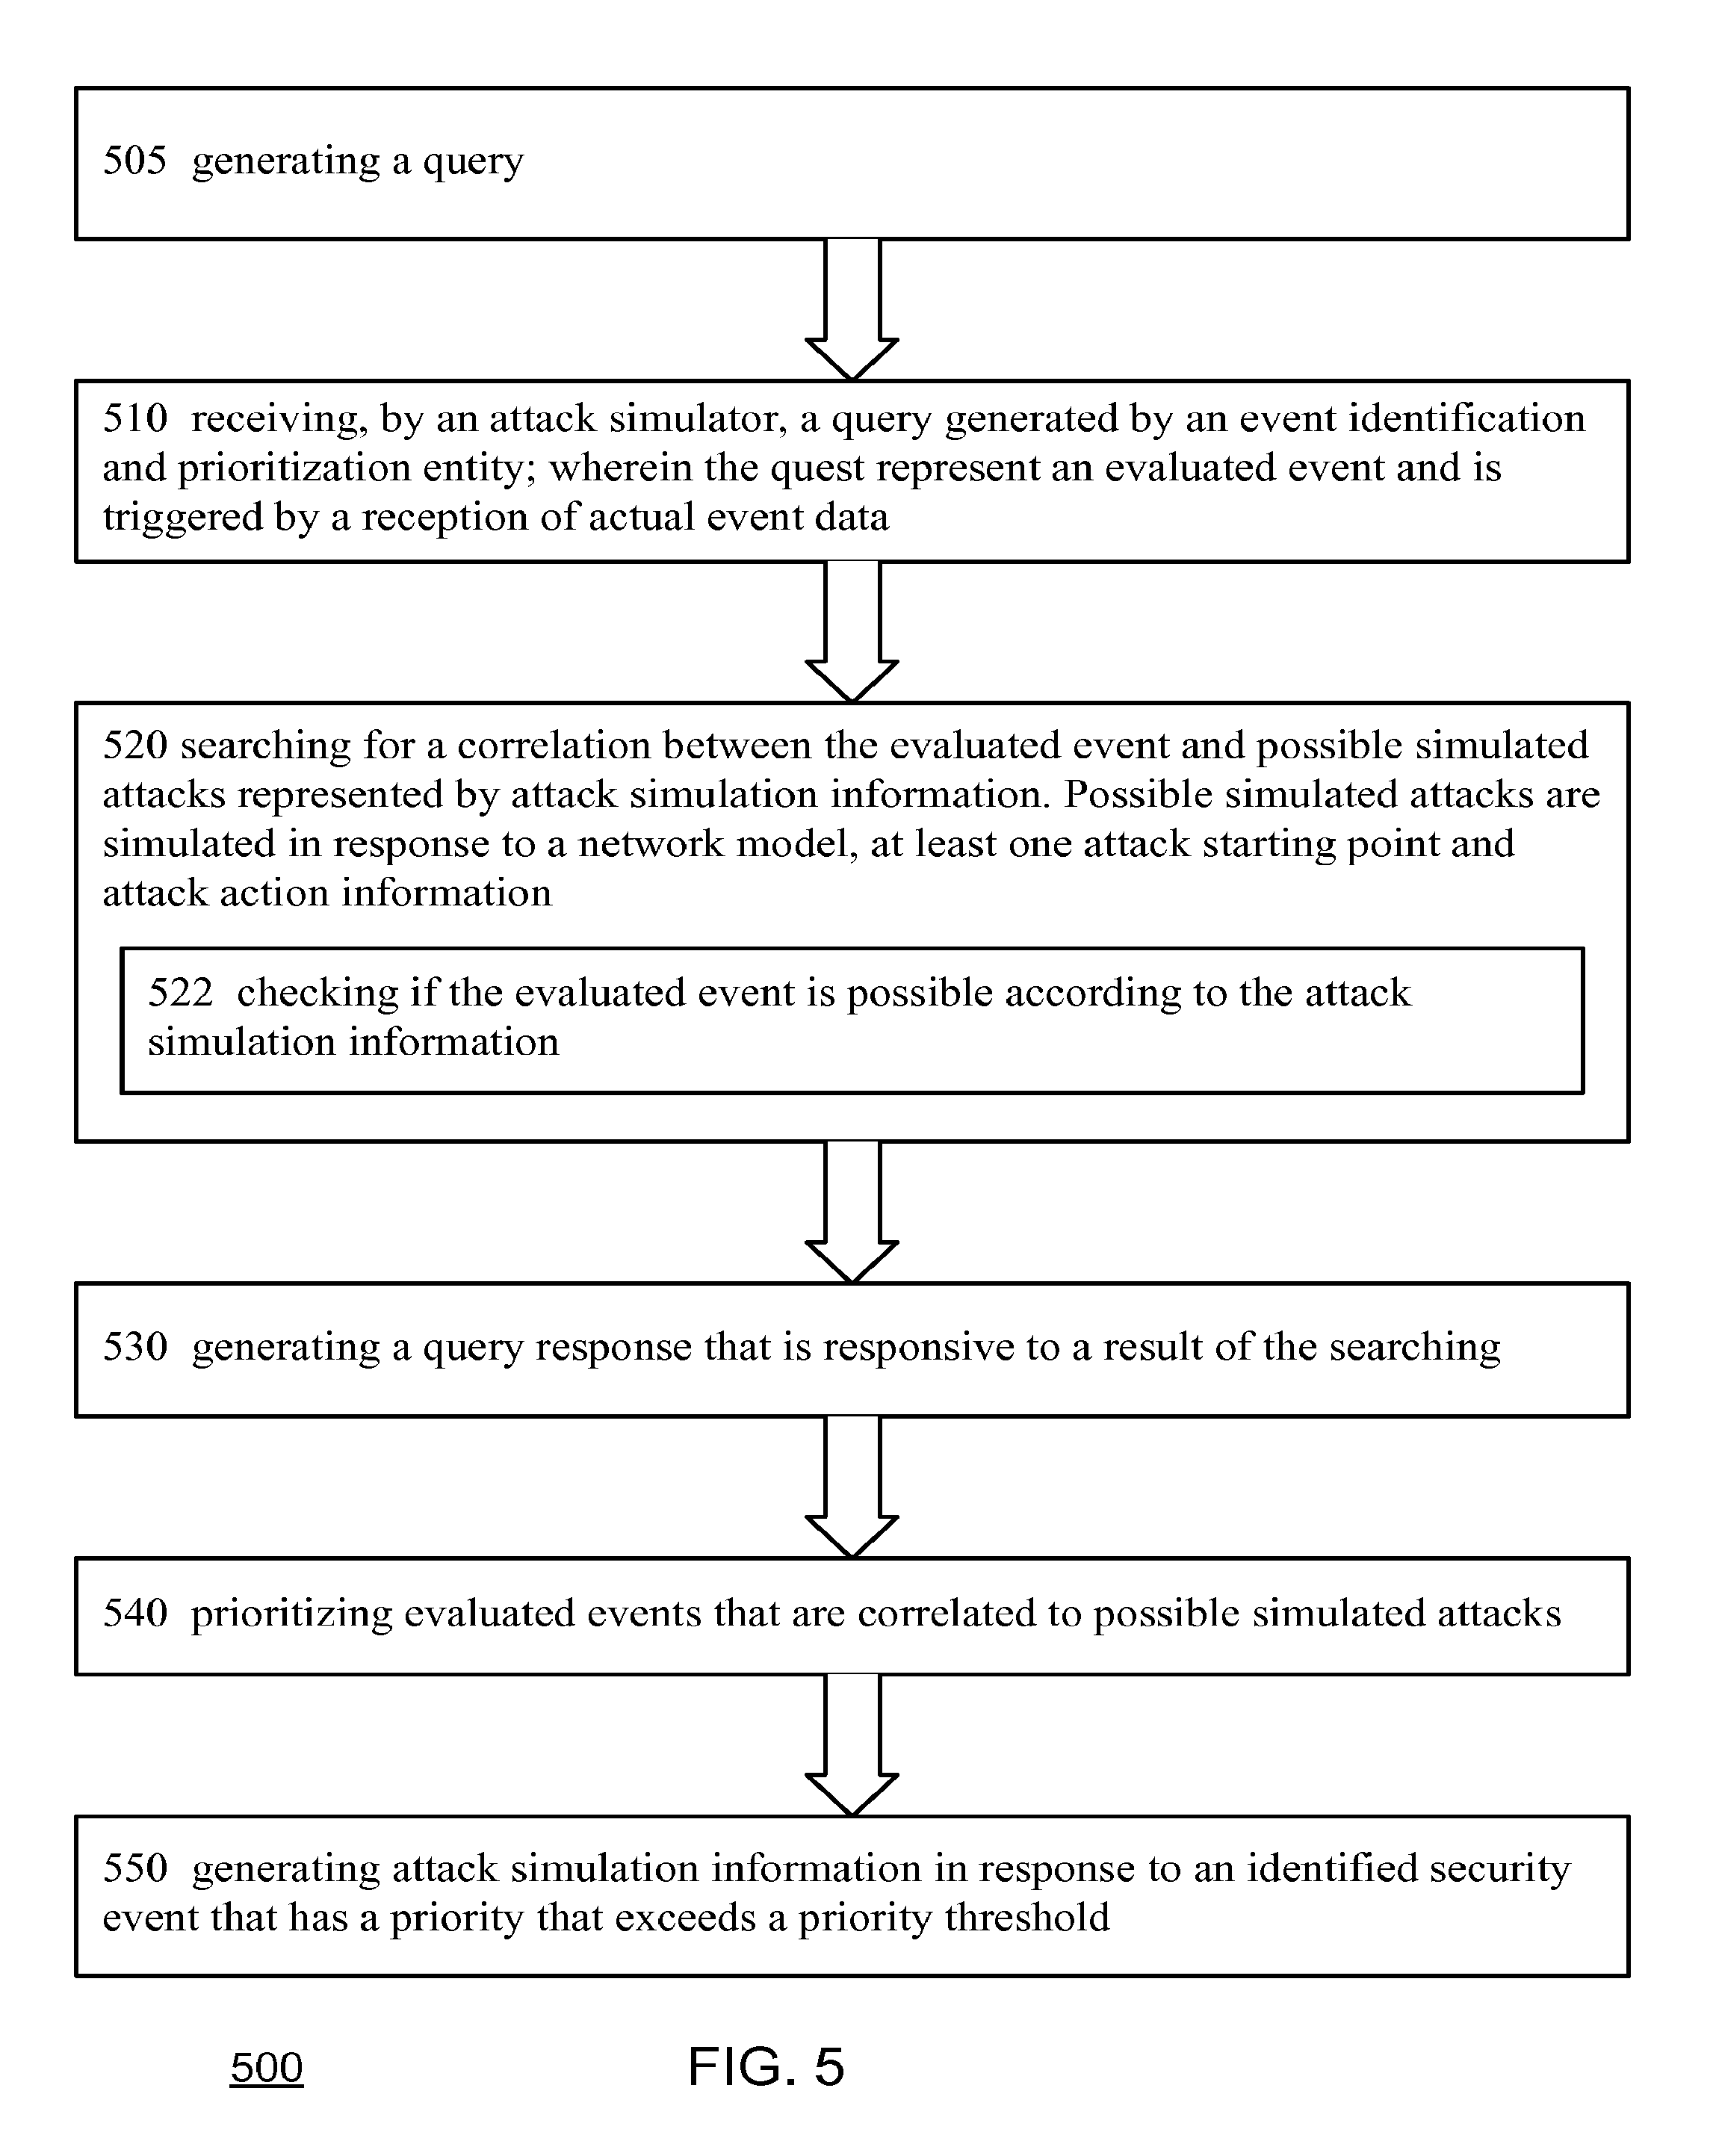 505 generating a query
510 receiving, by an attack simulator, a query generated by an event identification
and prioritization entity; wherein the quest represent an evaluated event and is
triggered by a reception of actual event data
520 searching for a correlation between the evaluated event and possible simulated
attacks represented by attack simulation information. Possible simulated attacks are
simulated in response to a network model, at least one attack starting point and
attack action information
522 checking if the evaluated event is possible according to the attack
simulation information
530 generating a query response that is responsive to a result of the searching
540 prioritizing evaluated events that are correlated to possible simulated attacks
550 generating attack simulation information in response to an identified security
event that has a priority that exceeds a priority threshold
500 FIG. 5